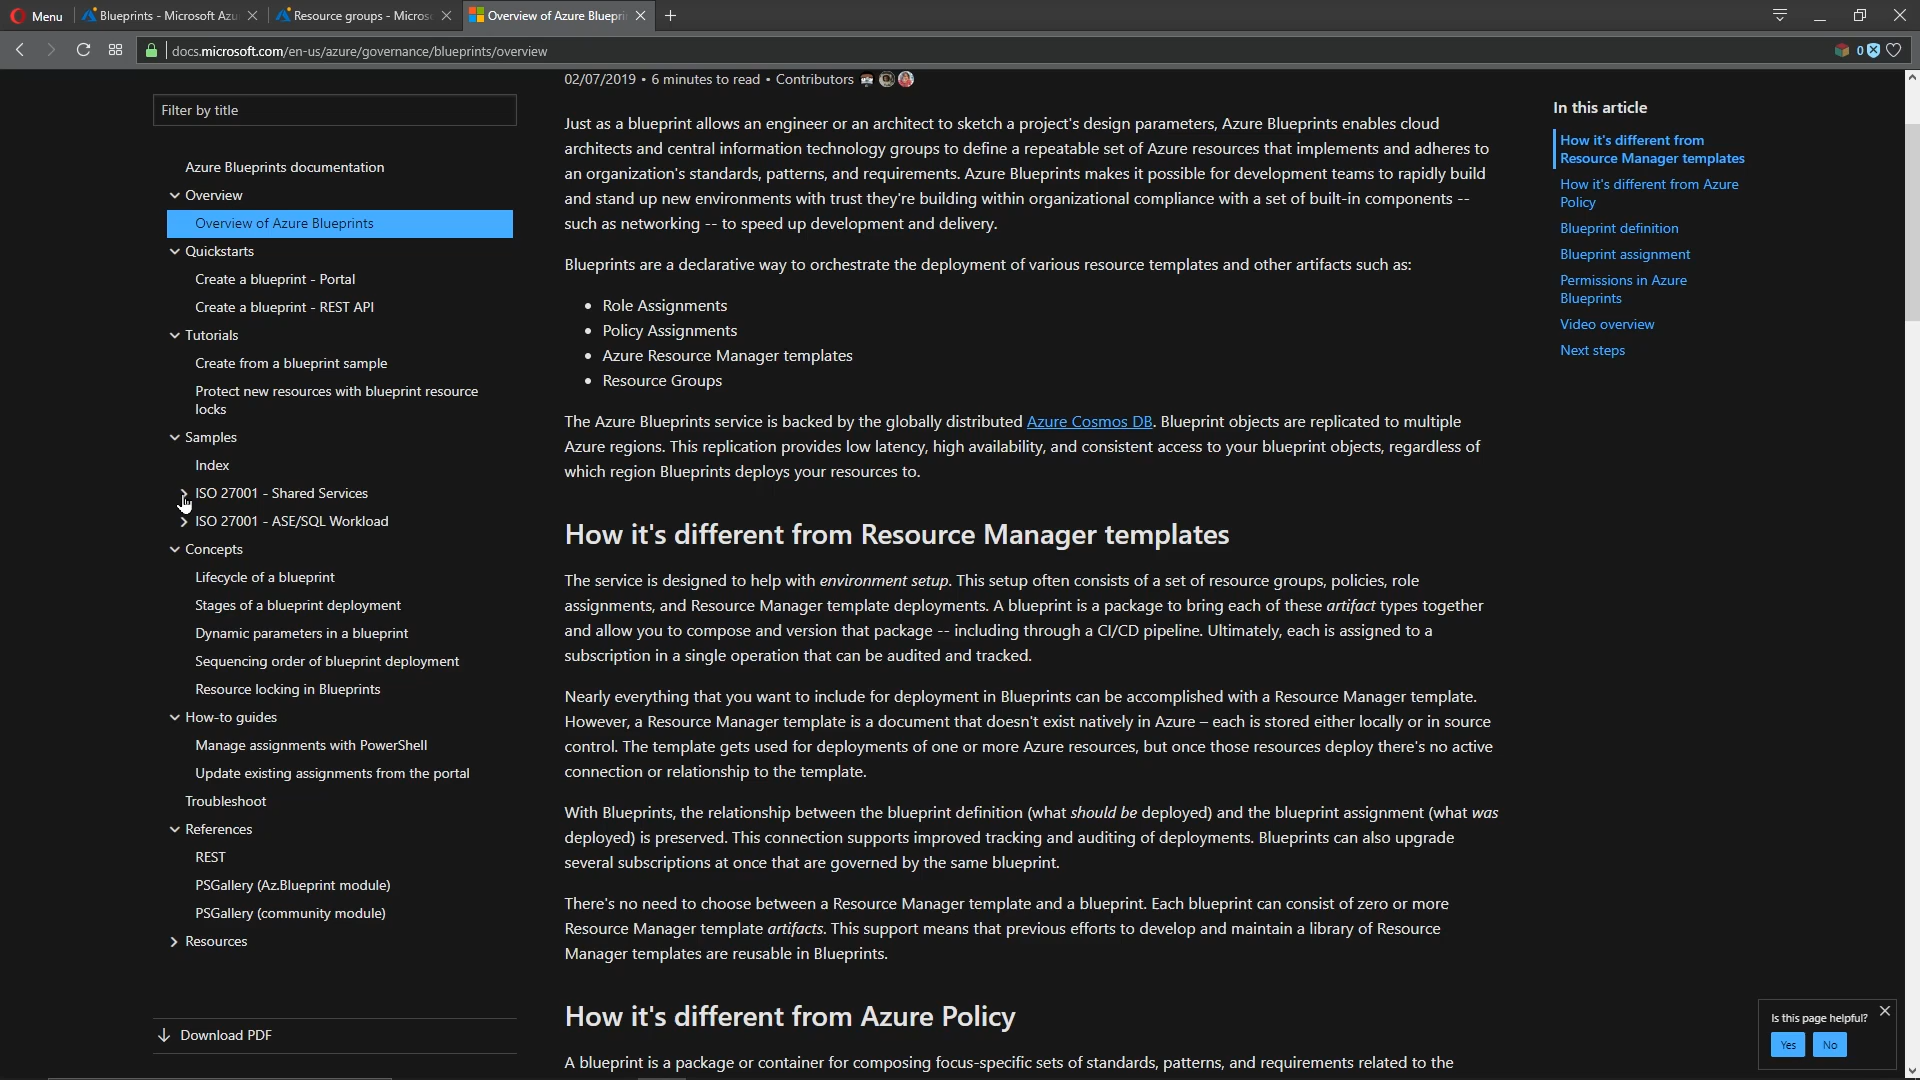 Menu
Blueprints - Microsoft Azu
Resource groups - Micros
Overview of Azure Bluepri
docs.microsoft.com/en-us/azure/governance/blueprints/overview
0
Filter by title
Azure Blueprints documentation
Overview
Overview of Azure Blueprints
Quickstarts
Create a blueprint - Portal
Create a blueprint - REST API
Tutorials
Create from a blueprint sample
Protect new resources with blueprint resource
locks
Samples
Index
ISO 27001 - Shared Services
ISO 27001 - ASE/SQL Workload
Concepts
Lifecycle of a blueprint
Stages of a blueprint deployment
Dynamic parameters in a blueprint
Sequencing order of blueprint deployment
Resource locking in Blueprints
How-to guides
Manage assignments with PowerShell
Update existing assignments from the portal
Troubleshoot
References
REST
PSGallery (Az.Blueprint module)
PSGallery (community module)
Resources
Download PDF
02/07/2019 • 6 minutes to read • Contributors
Just as a blueprint allows an engineer or an architect to sketch a project's design parameters, Azure Blueprints enables cloud
architects and central information technology groups to define a repeatable set of Azure resources that implements and adheres to
an organization's standards, patterns, and requirements. Azure Blueprints makes it possible for development teams to rapidly build
and stand up new environments with trust they're building within organizational compliance with a set of built-in components --
such as networking -- to speed up development and delivery.
Blueprints are a declarative way to orchestrate the deployment of various resource templates and other artifacts such as:
• Role Assignments
• Policy Assignments
• Azure Resource Manager templates
• Resource Groups
The Azure Blueprints service is backed by the globally distributed Azure Cosmos DB. Blueprint objects are replicated to multiple
Azure regions. This replication provides low latency, high availability, and consistent access to your blueprint objects, regardless of
which region Blueprints deploys your resources to.
How it's different from Resource Manager templates
The service is designed to help with environment setup. This setup often consists of a set of resource groups, policies, role
assignments, and Resource Manager template deployments. A blueprint is a package to bring each of these artifact types together
and allow you to compose and version that package -- including through a CI/CD pipeline. Ultimately, each is assigned to a
subscription in a single operation that can be audited and tracked.
Nearly everything that you want to include for deployment in Blueprints can be accomplished with a Resource Manager template.
However, a Resource Manager template is a document that doesn't exist natively in Azure – each is stored either locally or in source
control. The template gets used for deployments of one or more Azure resources, but once those resources deploy there's no active
connection or relationship to the template.
With Blueprints, the relationship between the blueprint definition (what should be deployed) and the blueprint assignment (what was
deployed) is preserved. This connection supports improved tracking and auditing of deployments. Blueprints can also upgrade
several subscriptions at once that are governed by the same blueprint.
There's no need to choose between a Resource Manager template and a blueprint. Each blueprint can consist of zero or more
Resource Manager template artifacts. This support means that previous efforts to develop and maintain a library of Resource
Manager templates are reusable in Blueprints.
How it's different from Azure Policy
A blueprint is a package or container for composing focus-specific sets of standards, patterns, and requirements related to the
In this article
How it's different from
Resource Manager templates
How it's different from Azure
Policy
Blueprint definition
Blueprint assignment
Permissions in Azure
Blueprints
Video overview
Next steps
Is this page helpful?
Yes
No